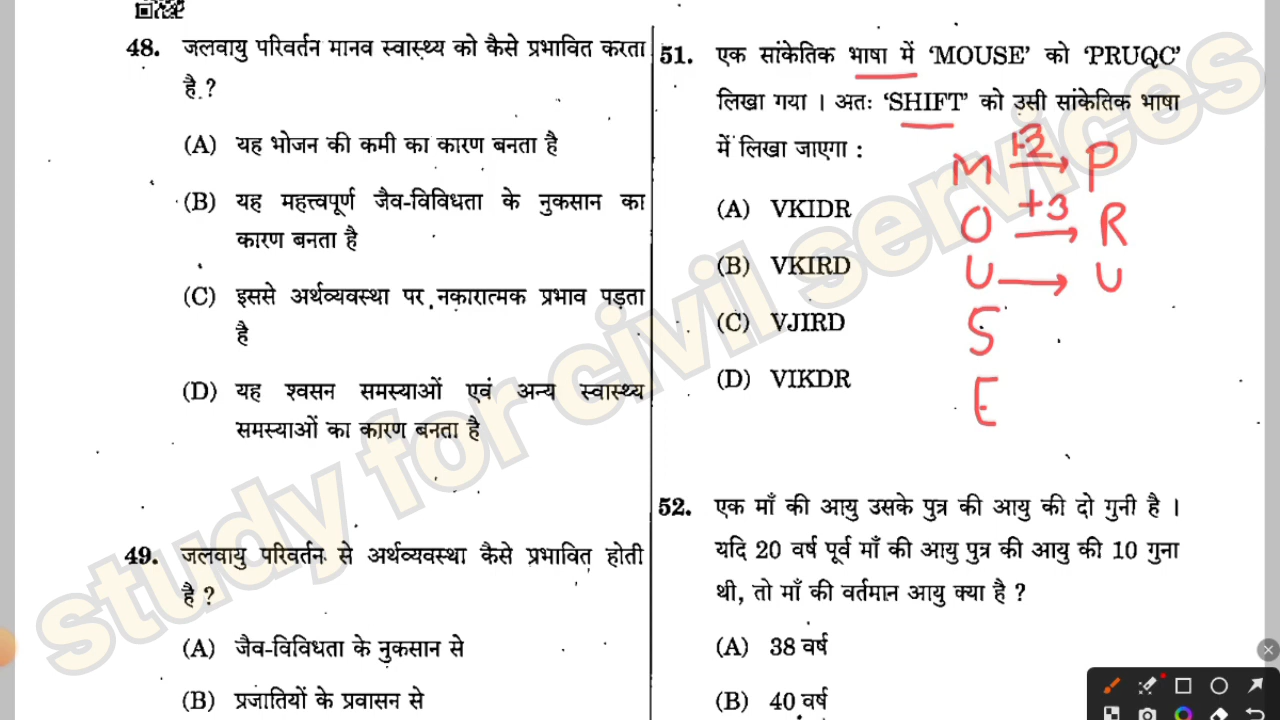 48. जलवायु परिवर्तन मानव स्वास्थ्य को कैसे प्रभावित करता
है ?
(A) यह भोजन की कमी का कारण बनता है
(B) यह महत्त्वपूर्ण जैव-विविधता के नुकसान का
कारण बनता है
(C) इससे अर्थव्यवस्था पर नकारात्मक प्रभाव पड़ता
है
(D) यह श्वसन समस्याओं एवं अन्य स्वास्थ्य
समस्याओं का कारण बनता है
49. जलवायु परिवर्तन से अर्थव्यवस्था कैसे प्रभावित होती
है ?
(A) जैव-विविधता के नुकसान से
(B) प्रजातियों के प्रवासन से
51. एक सांकेतिक भाषा में ‘MOUSE’ को ‘PRUQC’
लिखा गया । अतः ‘SHIFT’ को उसी सांकेतिक भाषा
में लिखा जाएगा :
(A) VKIDR
(B) VKIRD
(C) VJIRD
(D) VIKDR
M → P
O +3 → R
U → U
S
E
52. एक माँ की आयु उसके पुत्र की आयु की दो गुनी है ।
यदि 20 वर्ष पूर्व माँ की आयु पुत्र की आयु की 10 गुना
थी, तो माँ की वर्तमान आयु क्या है ?
(A) 38 वर्ष
(B) 40 वर्ष
study for civil services